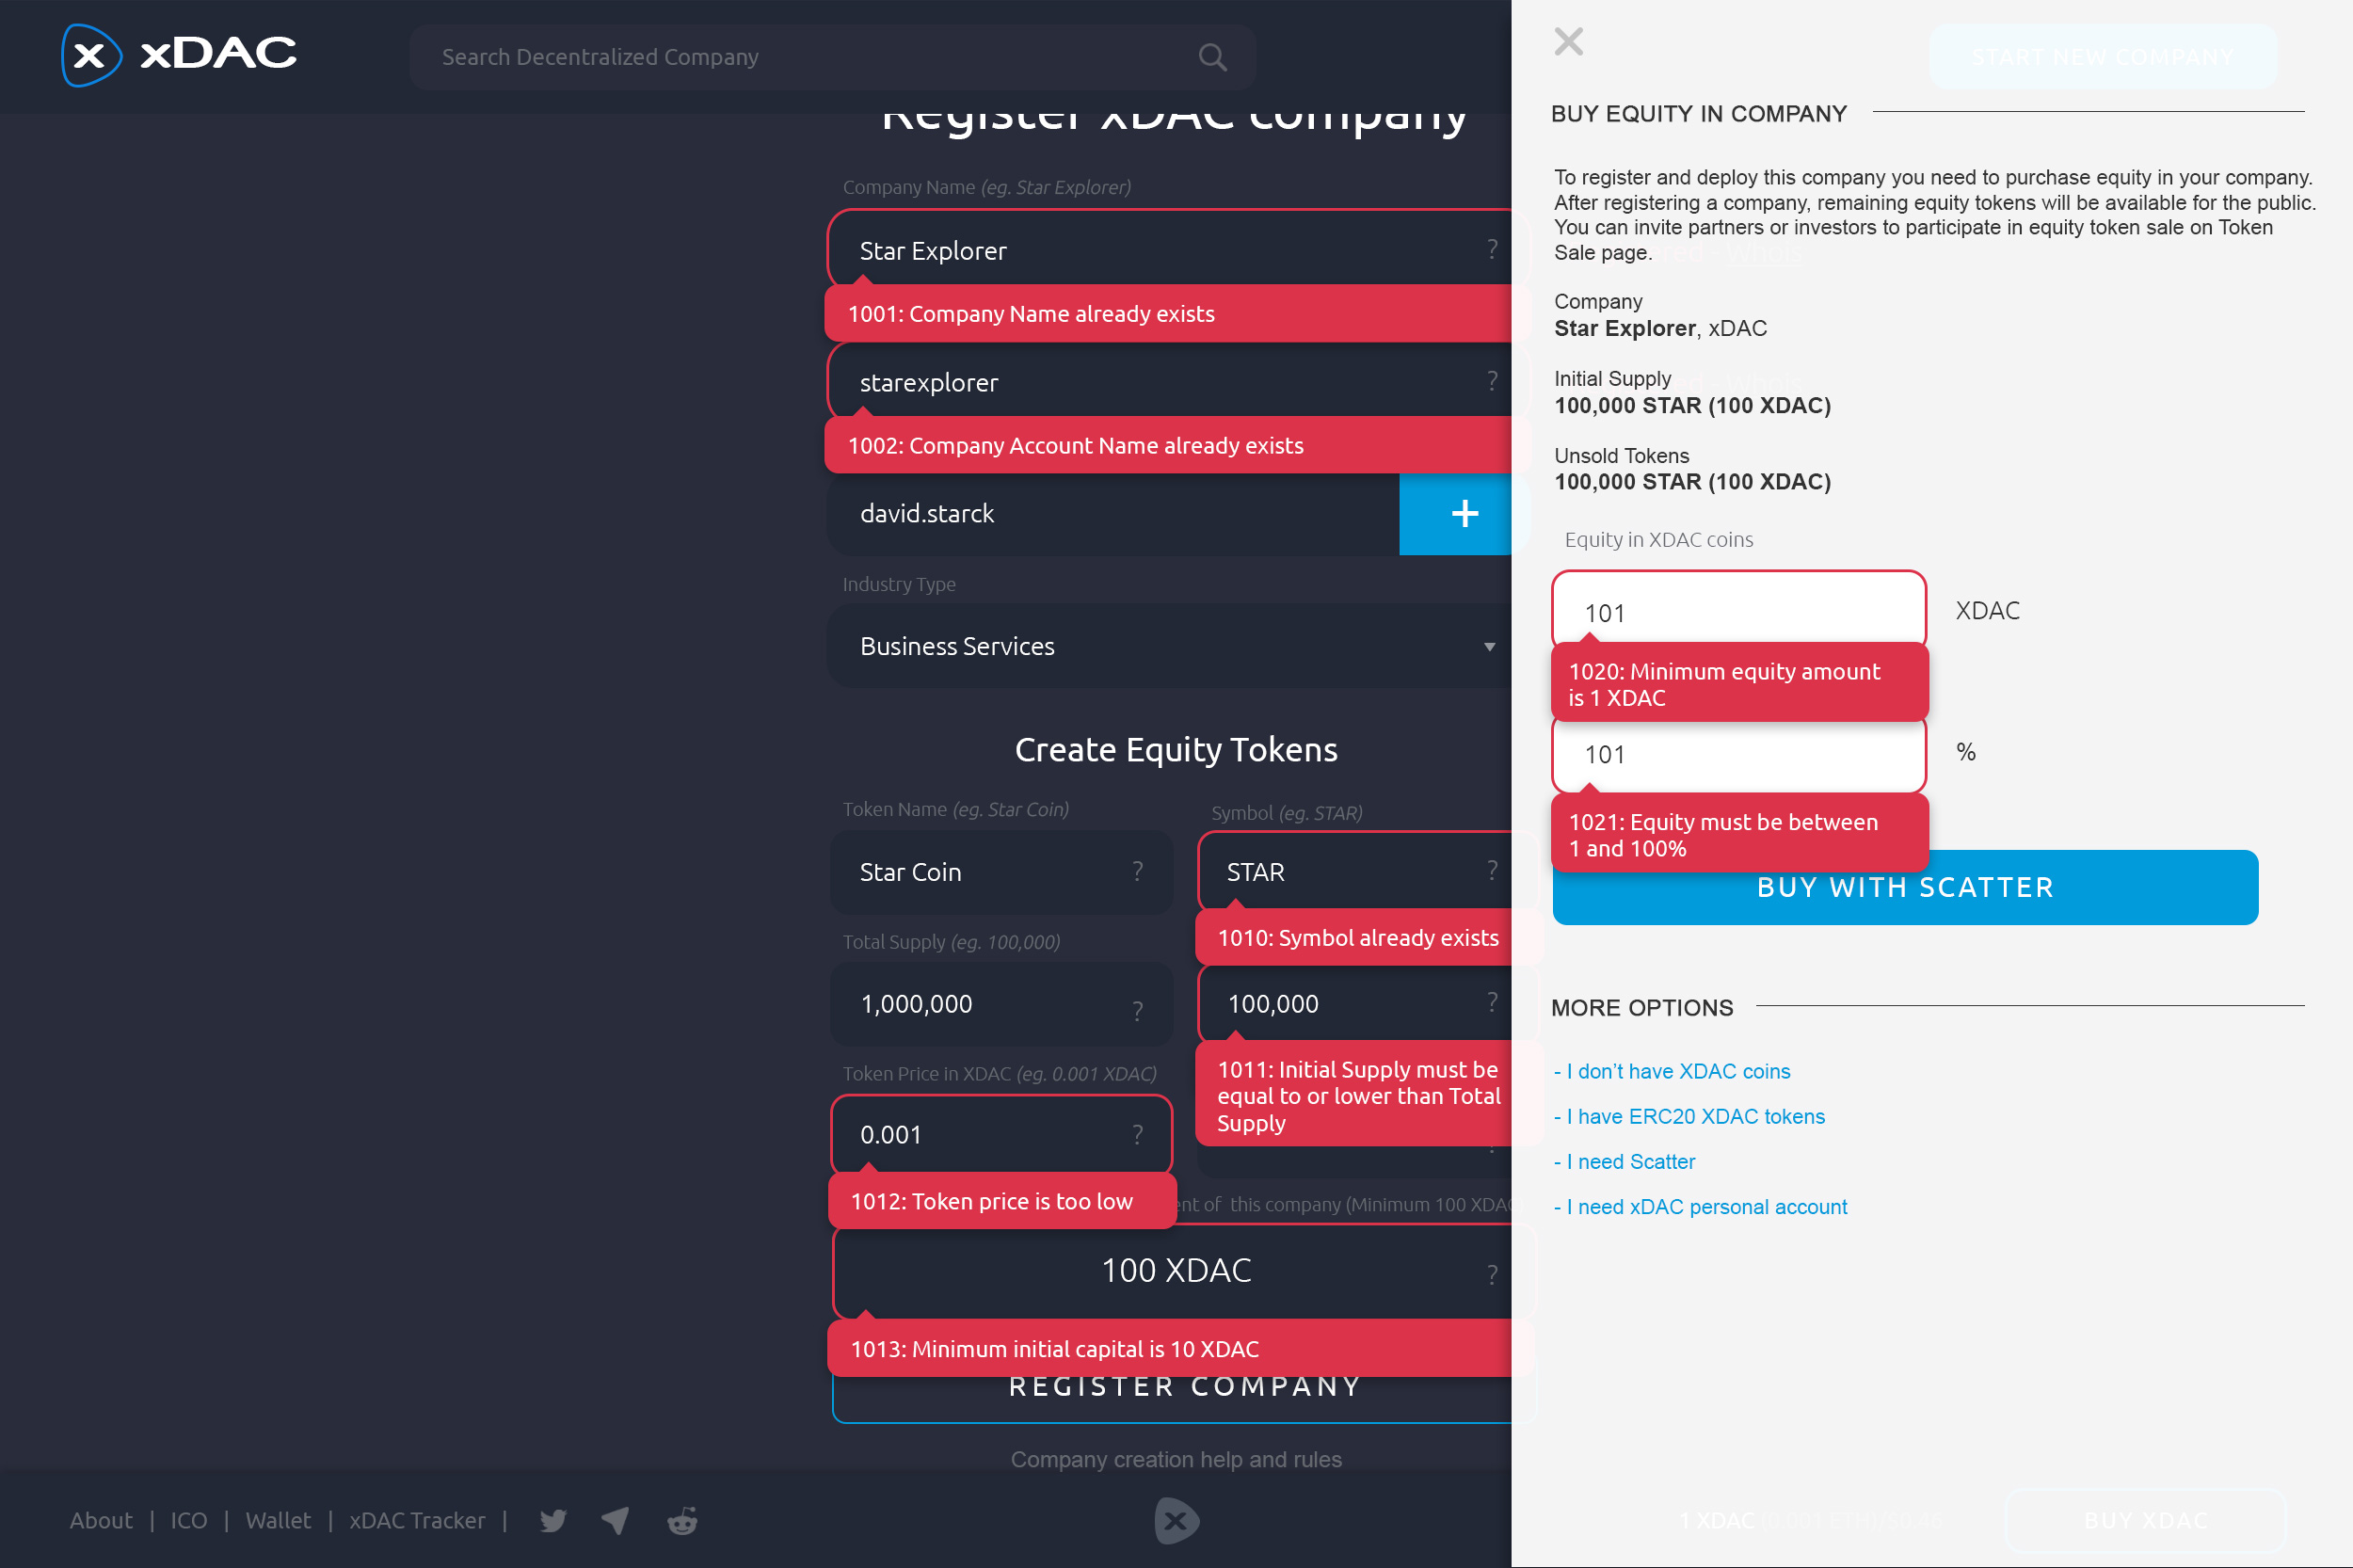 xDAC
Search Decentralized Company
START NEW COMPANY
Register xDAC company
Company Name (eg. Star Explorer)
Star Explorer ?
1001: Company Name already exists
starexplorer ?
1002: Company Account Name already exists
david.starck +
Industry Type
Business Services
Create Equity Tokens
Token Name (eg. Star Coin)
Symbol (eg. STAR)
Star Coin ?
STAR ?
1010: Symbol already exists
Total Supply (eg. 100,000)
1,000,000 ?
100,000 ?
1011: Initial Supply must be
equal to or lower than Total
Supply
Token Price in XDAC (eg. 0.001 XDAC)
0.001 ?
1012: Token price is too low
of this company (Minimum 100 XDAC
100 XDAC ?
1013: Minimum initial capital is 10 XDAC
REGISTER COMPANY
Company creation help and rules
About | ICO | Wallet | xDAC Tracker |
BUY EQUITY IN COMPANY
To register and deploy this company you need to purchase equity in your company.
After registering a company, remaining equity tokens will be available for the public.
You can invite partners or investors to participate in equity token sale on Token
Sale page.
Company
Star Explorer, xDAC
Initial Supply
100,000 STAR (100 XDAC)
Unsold Tokens
100,000 STAR (100 XDAC)
Equity in XDAC coins
101 XDAC
1020: Minimum equity amount
is 1 XDAC
101 %
1021: Equity must be between
1 and 100%
BUY WITH SCATTER
MORE OPTIONS
- I don't have XDAC coins
- I have ERC20 XDAC tokens
- I need Scatter
- I need xDAC personal account
1 XDAC
BUY XDAC